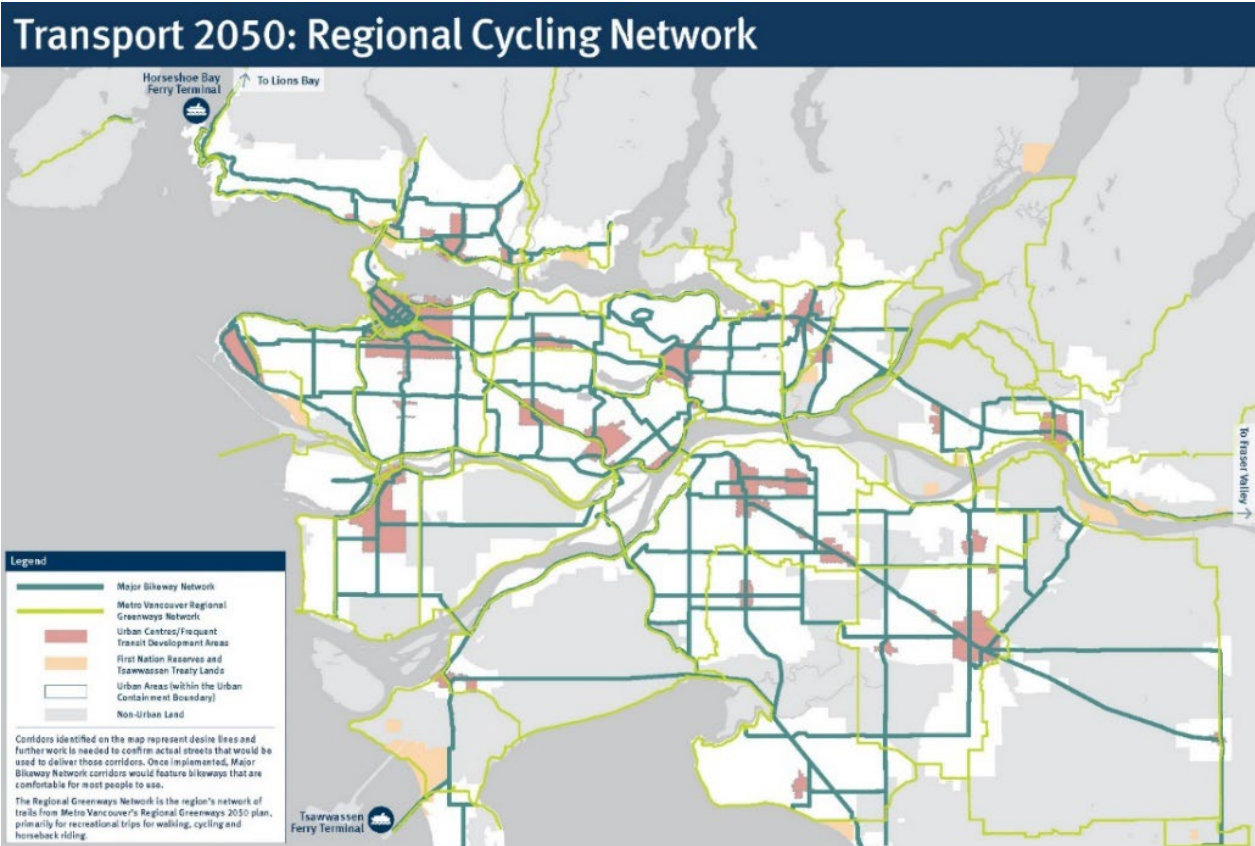 Transport 2050: Regional Cycling Network
Horseshoe Bay
Ferry Terminal
To Lions Bay
To Fraser Valley
Legend
Major Bikeway Network
Metro Vancouver Regional
Greenways Network
Urban Centres/Frequent
Transit Development Areas
First Nation Reserves and
Tsawwassen Treaty Lands
Urban Areas (within the Urban
Containment Boundary)
Non-Urban Land
Corridors identified on the map represent desire lines and
further work is needed to confirm actual streets that would be
used to deliver those corridors. Once implemented, Major
Bikeway Network corridors would feature bikeways that are
comfortable for most people to use.
The Regional Greenways Network is the region's network of
trails from Metro Vancouver's Regional Greenways 2050 plan,
primarily for recreational trips for walking, cycling and
horseback riding.
Tsawwassen
Ferry Terminal